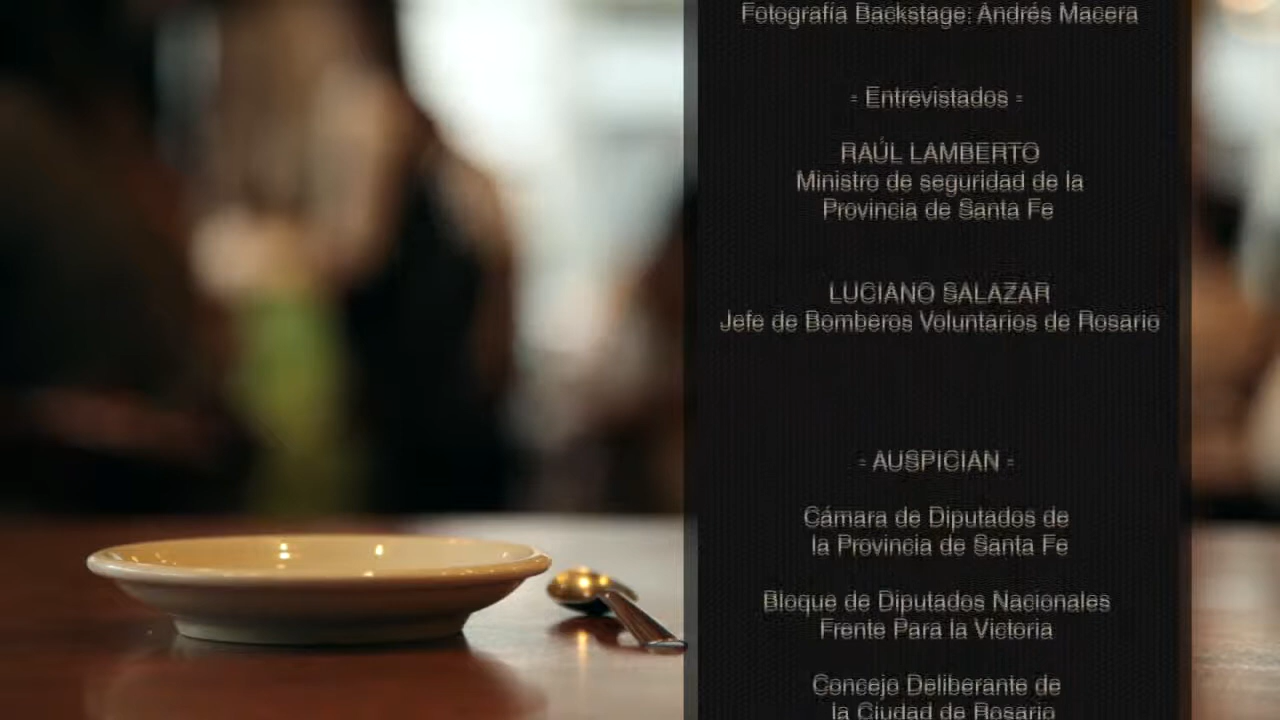 Fotografía Backstage: Andrés Macera
- Entrevistados -
RAÚL LAMBERTO
Ministro de seguridad de la
Provincia de Santa Fe
LUCIANO SALAZAR
Jefe de Bomberos Voluntarios de Rosario
- AUSPICIAN -
Cámara de Diputados de
la Provincia de Santa Fe
Bloque de Diputados Nacionales
Frente Para la Victoria
Concejo Deliberante de
la Ciudad de Rosario